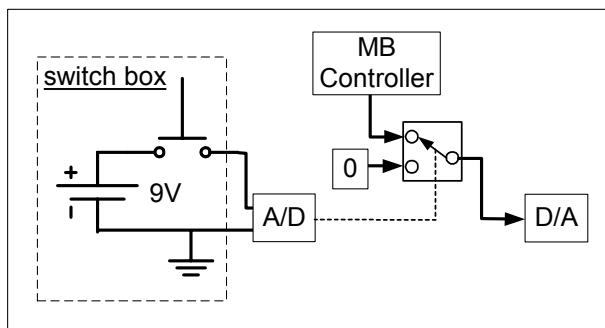 switch box
MB
Controller
+
9V
0
A/D
D/A